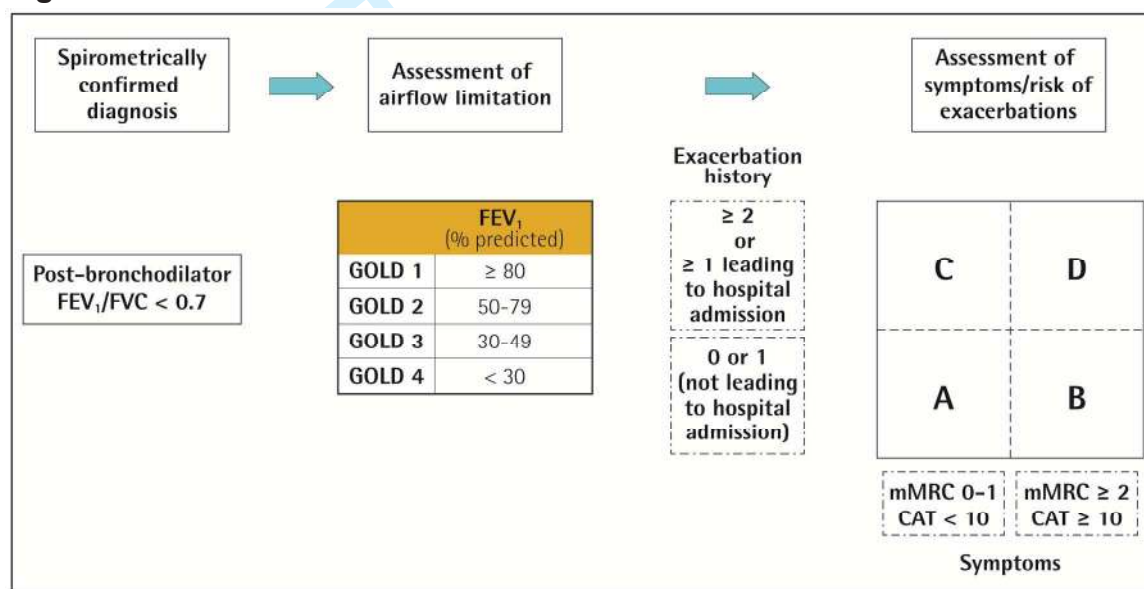 Spirometrically
confirmed
diagnosis
Assessment of
airflow limitation
Assessment of
symptoms/risk of
exacerbations
Post-bronchodilator
FEV₁/FVC < 0.7
FEV₁
(% predicted)
GOLD 1 ≥ 80
GOLD 2 50-79
GOLD 3 30-49
GOLD 4 < 30
Exacerbation
history
≥ 2
or
≥ 1 leading
to hospital
admission
0 or 1
(not leading
to hospital
admission)
C D
A B
mMRC 0-1
CAT < 10
mMRC ≥ 2
CAT ≥ 10
Symptoms